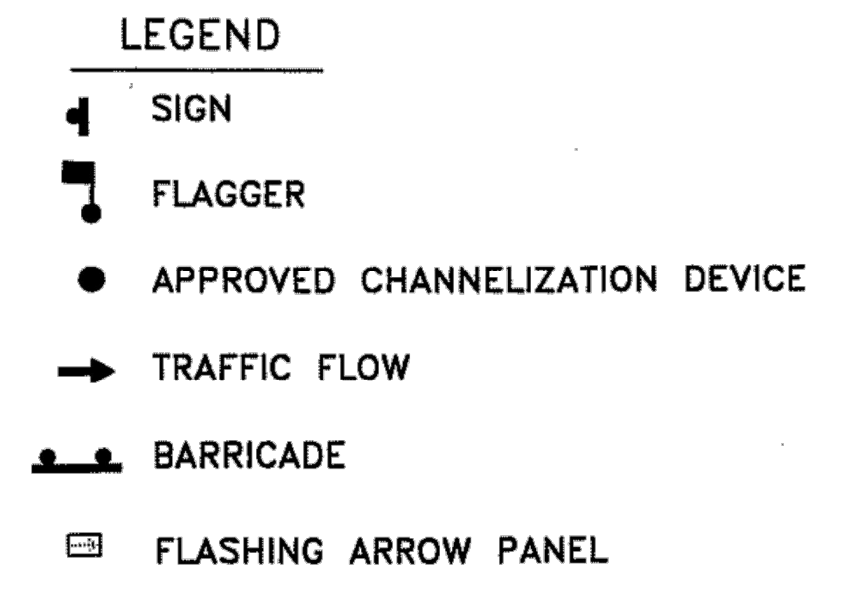 LEGEND
SIGN
FLAGGER
APPROVED CHANNELIZATION DEVICE
TRAFFIC FLOW
BARRICADE
FLASHING ARROW PANEL